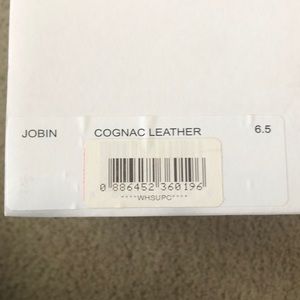 JOBIN COGNAC LEATHER 6.5
0 886452 360196
****WHSUPC****